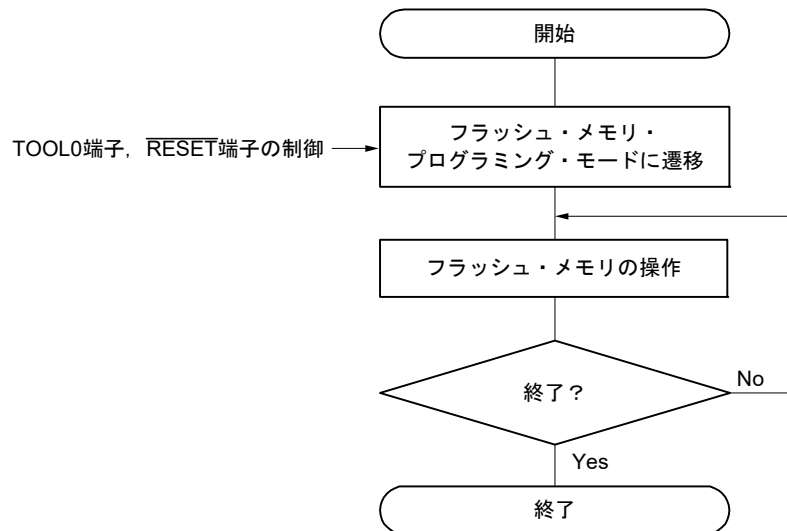 開始
TOOL0端子，RESET端子の制御
フラッシュ・メモリ・
プログラミング・モードに遷移
フラッシュ・メモリの操作
終了？
No
Yes
終了